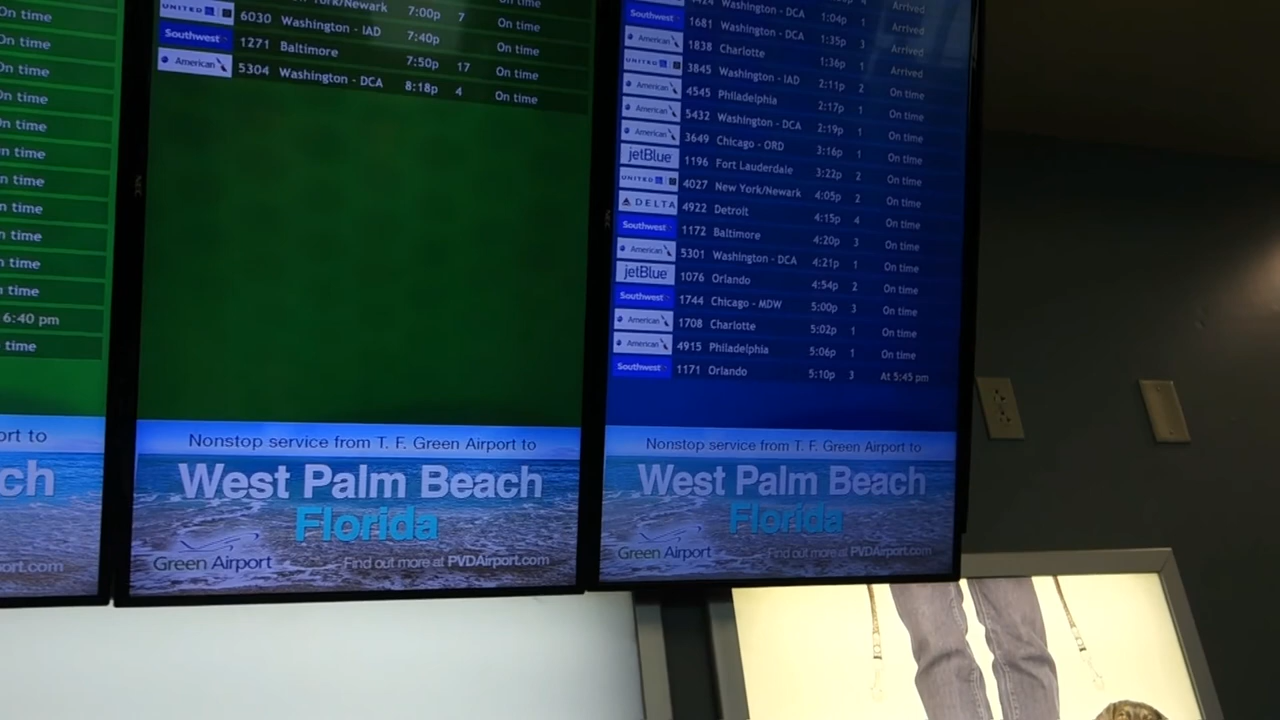 On time
On time
On time
On time
time
time
time
time
time
time
6:40 pm
time
port to
ch
port.com
York/Newark 7:00p 7 On time
UNITED 6030 Washington - IAD 7:40p On time
Southwest 1271 Baltimore 7:50p 17 On time
American 5304 Washington - DCA 8:18p 4 On time
Nonstop service from T. F. Green Airport to
West Palm Beach
Florida
Green Airport
Find out more at PVDAirport.com
Washington - DCA 1:04p 1 Arrived
Southwest 1681 Washington - DCA 1:35p 3 Arrived
American 1838 Charlotte 1:36p 1 Arrived
UNITED 3845 Washington - IAD 2:11p 2 On time
American 4545 Philadelphia 2:17p 1 On time
American 5432 Washington - DCA 2:19p 1 On time
American 3649 Chicago - ORD 3:16p 1 On time
jetBlue 1196 Fort Lauderdale 3:22p 2 On time
UNITED 4027 New York/Newark 4:05p 2 On time
DELTA 4922 Detroit 4:15p 4 On time
Southwest 1172 Baltimore 4:20p 3 On time
American 5301 Washington - DCA 4:21p 1 On time
jetBlue 1076 Orlando 4:54p 2 On time
Southwest 1744 Chicago - MDW 5:00p 3 On time
American 1708 Charlotte 5:02p 1 On time
American 4915 Philadelphia 5:06p 1 On time
Southwest 1171 Orlando 5:10p 3 At 5:45 pm
Nonstop service from T. F. Green Airport to
West Palm Beach
Florida
Green Airport
Find out more at PVDAirport.com